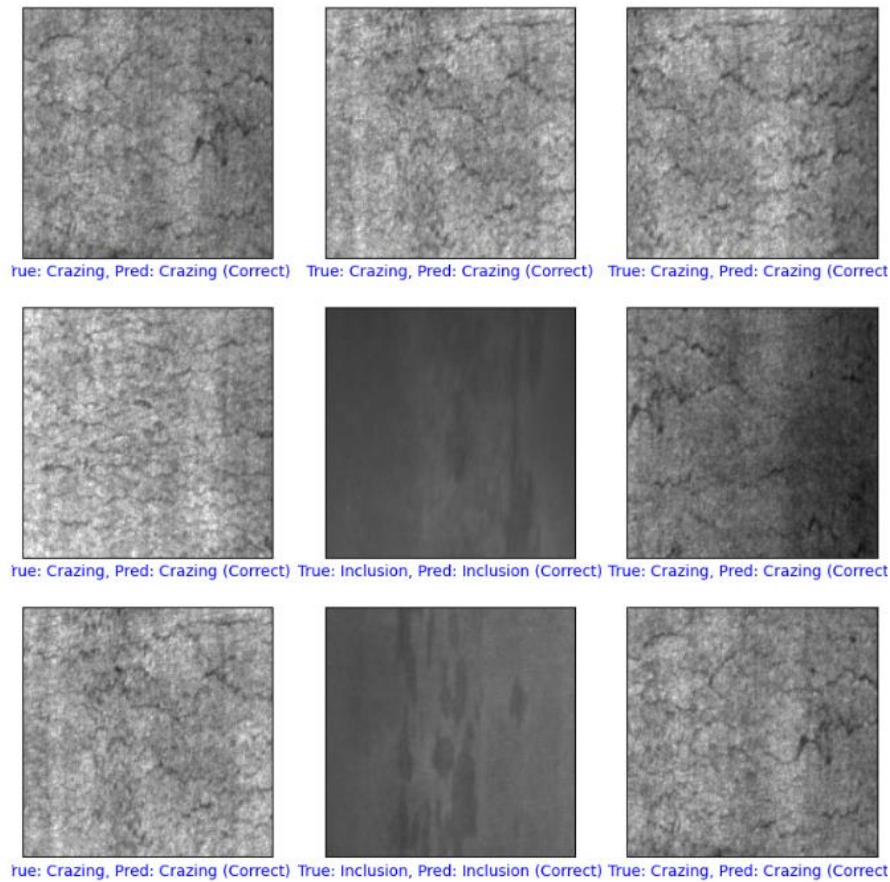 rue: Crazing, Pred: Crazing (Correct)
True: Crazing, Pred: Crazing (Correct)
True: Crazing, Pred: Crazing (Correct
rue: Crazing, Pred: Crazing (Correct)
True: Inclusion, Pred: Inclusion (Correct)
True: Crazing, Pred: Crazing (Correct
rue: Crazing, Pred: Crazing (Correct)
True: Inclusion, Pred: Inclusion (Correct)
True: Crazing, Pred: Crazing (Correct